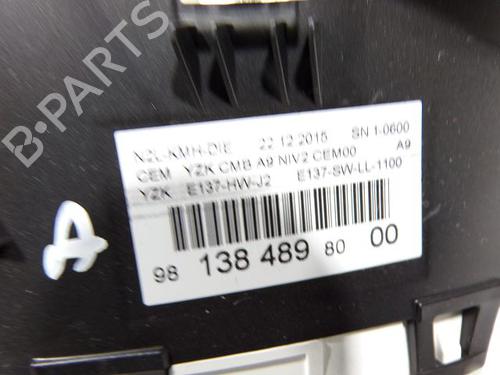 B-PARTS
N2L-KMH-DIE 22 12 2015 SN 1-0600
CEM YZK CMB A9 NIV2 CEM00 A9
YZK E137-HW-J2 E137-SW-LL-1100
98 138 489 80 00
A